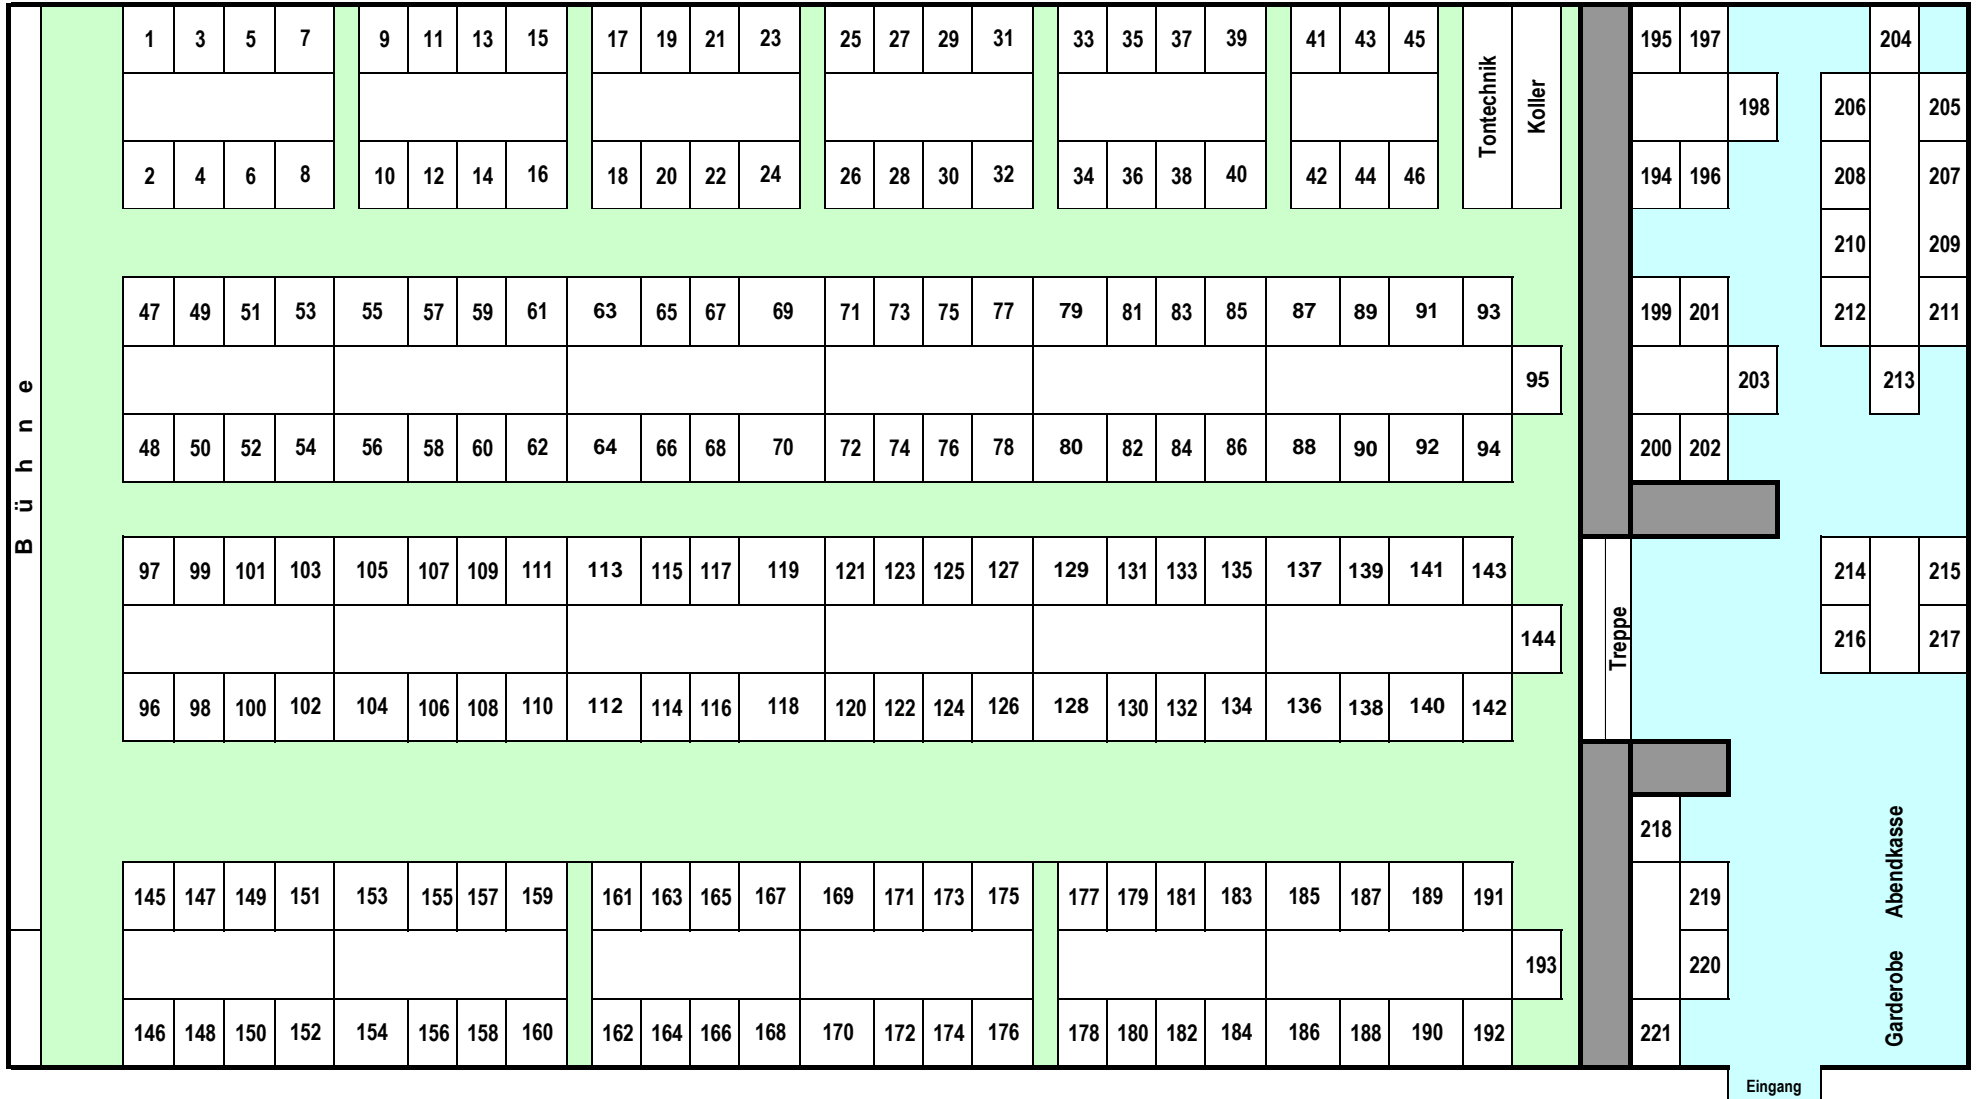 1 3 5 7 9 11 13 15 17 19 21 23 25 27 29 31 33 35 37 39 41 43 45 195 197 204
Tontechnik
Koller
198 206 205
2 4 6 8 10 12 14 16 18 20 22 24 26 28 30 32 34 36 38 40 42 44 46 194 196 208 207
210 209
47 49 51 53 55 57 59 61 63 65 67 69 71 73 75 77 79 81 83 85 87 89 91 93 199 201 212 211
Bühne
95 203 213
48 50 52 54 56 58 60 62 64 66 68 70 72 74 76 78 80 82 84 86 88 90 92 94 200 202
97 99 101 103 105 107 109 111 113 115 117 119 121 123 125 127 129 131 133 135 137 139 141 143 214 215
144 Treppe 216 217
96 98 100 102 104 106 108 110 112 114 116 118 120 122 124 126 128 130 132 134 136 138 140 142
218
145 147 149 151 153 155 157 159 161 163 165 167 169 171 173 175 177 179 181 183 185 187 189 191 219
Garderobe Abendkasse
193 220
146 148 150 152 154 156 158 160 162 164 166 168 170 172 174 176 178 180 182 184 186 188 190 192 221
Eingang